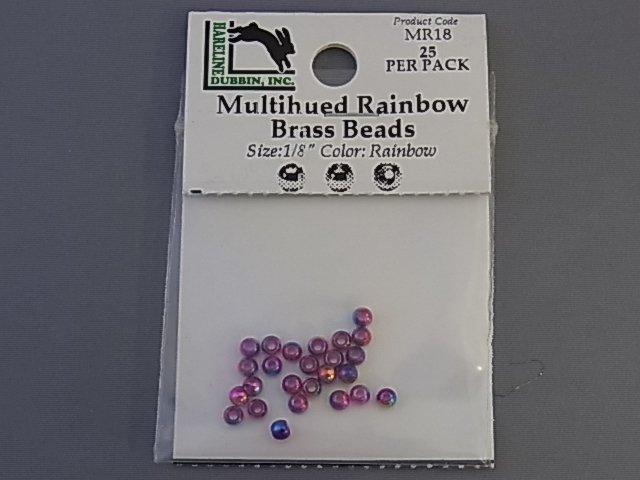 HARELINE
DUBBIN, INC.
Product Code
MR18
25
PER PACK
Multihued Rainbow
Brass Beads
Size:1/8" Color: Rainbow